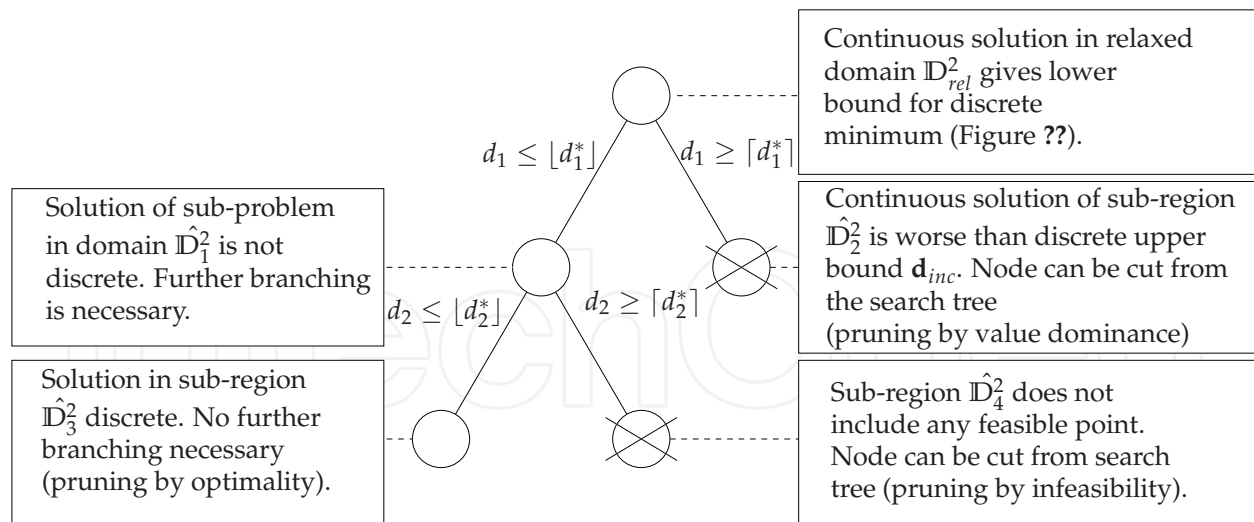 Continuous solution in relaxed
domain 𝔻²_rel gives lower
bound for discrete
minimum (Figure ??).
d₁ ≤ ⌊d₁*⌋
d₁ ≥ ⌈d₁*⌉
Solution of sub-problem
in domain 𝔻̂²₁ is not
discrete. Further branching
is necessary.
Continuous solution of sub-region
𝔻̂²₂ is worse than discrete upper
bound d_inc. Node can be cut from
the search tree
(pruning by value dominance)
d₂ ≤ ⌊d₂*⌋
d₂ ≥ ⌈d₂*⌉
Solution in sub-region
𝔻̂²₃ discrete. No further
branching necessary
(pruning by optimality).
Sub-region 𝔻̂²₄ does not
include any feasible point.
Node can be cut from search
tree (pruning by infeasibility).